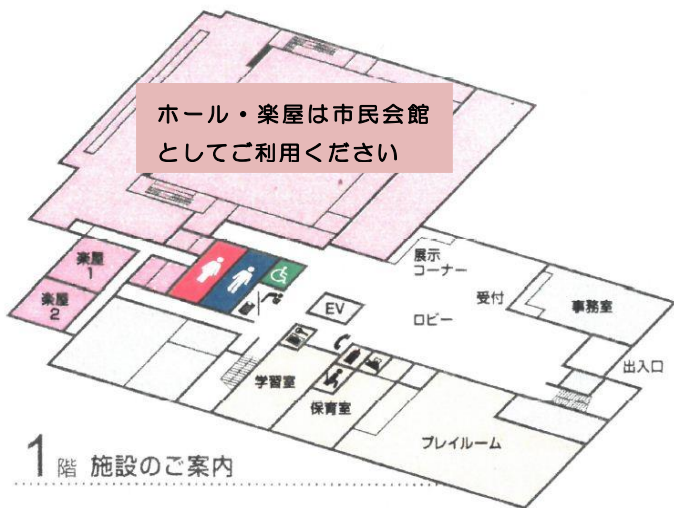 ホール・楽屋は市民会館
としてご利用ください
展示
コーナー
楽屋
1
受付
事務室
楽屋
2
EV
ロビー
出入口
学習室
保育室
プレイルーム
1階 施設のご案内